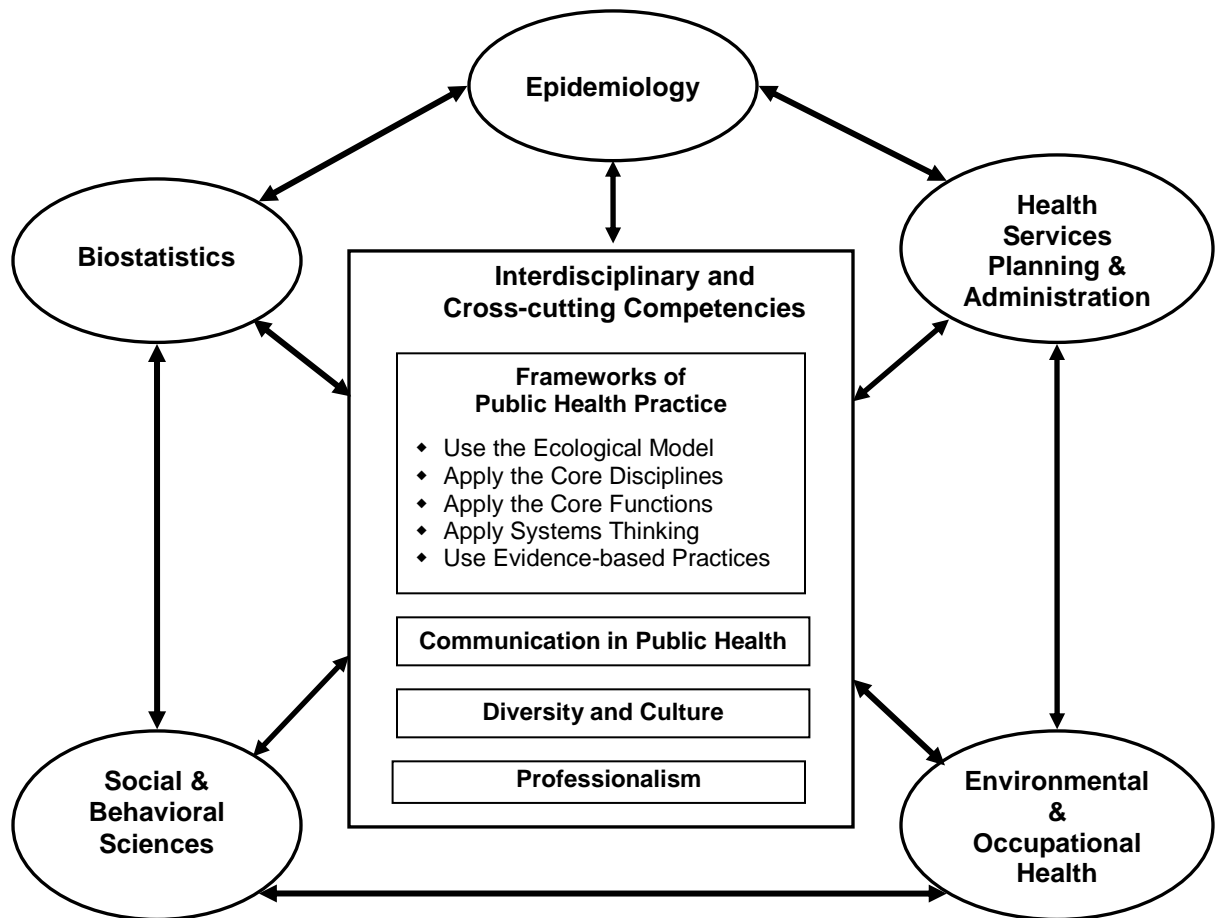 Epidemiology
Biostatistics
Health
Services
Planning &
Administration
Interdisciplinary and
Cross-cutting Competencies
Frameworks of
Public Health Practice
◆ Use the Ecological Model
◆ Apply the Core Disciplines
◆ Apply the Core Functions
◆ Apply Systems Thinking
◆ Use Evidence-based Practices
Communication in Public Health
Diversity and Culture
Professionalism
Social &
Behavioral
Sciences
Environmental
&
Occupational
Health